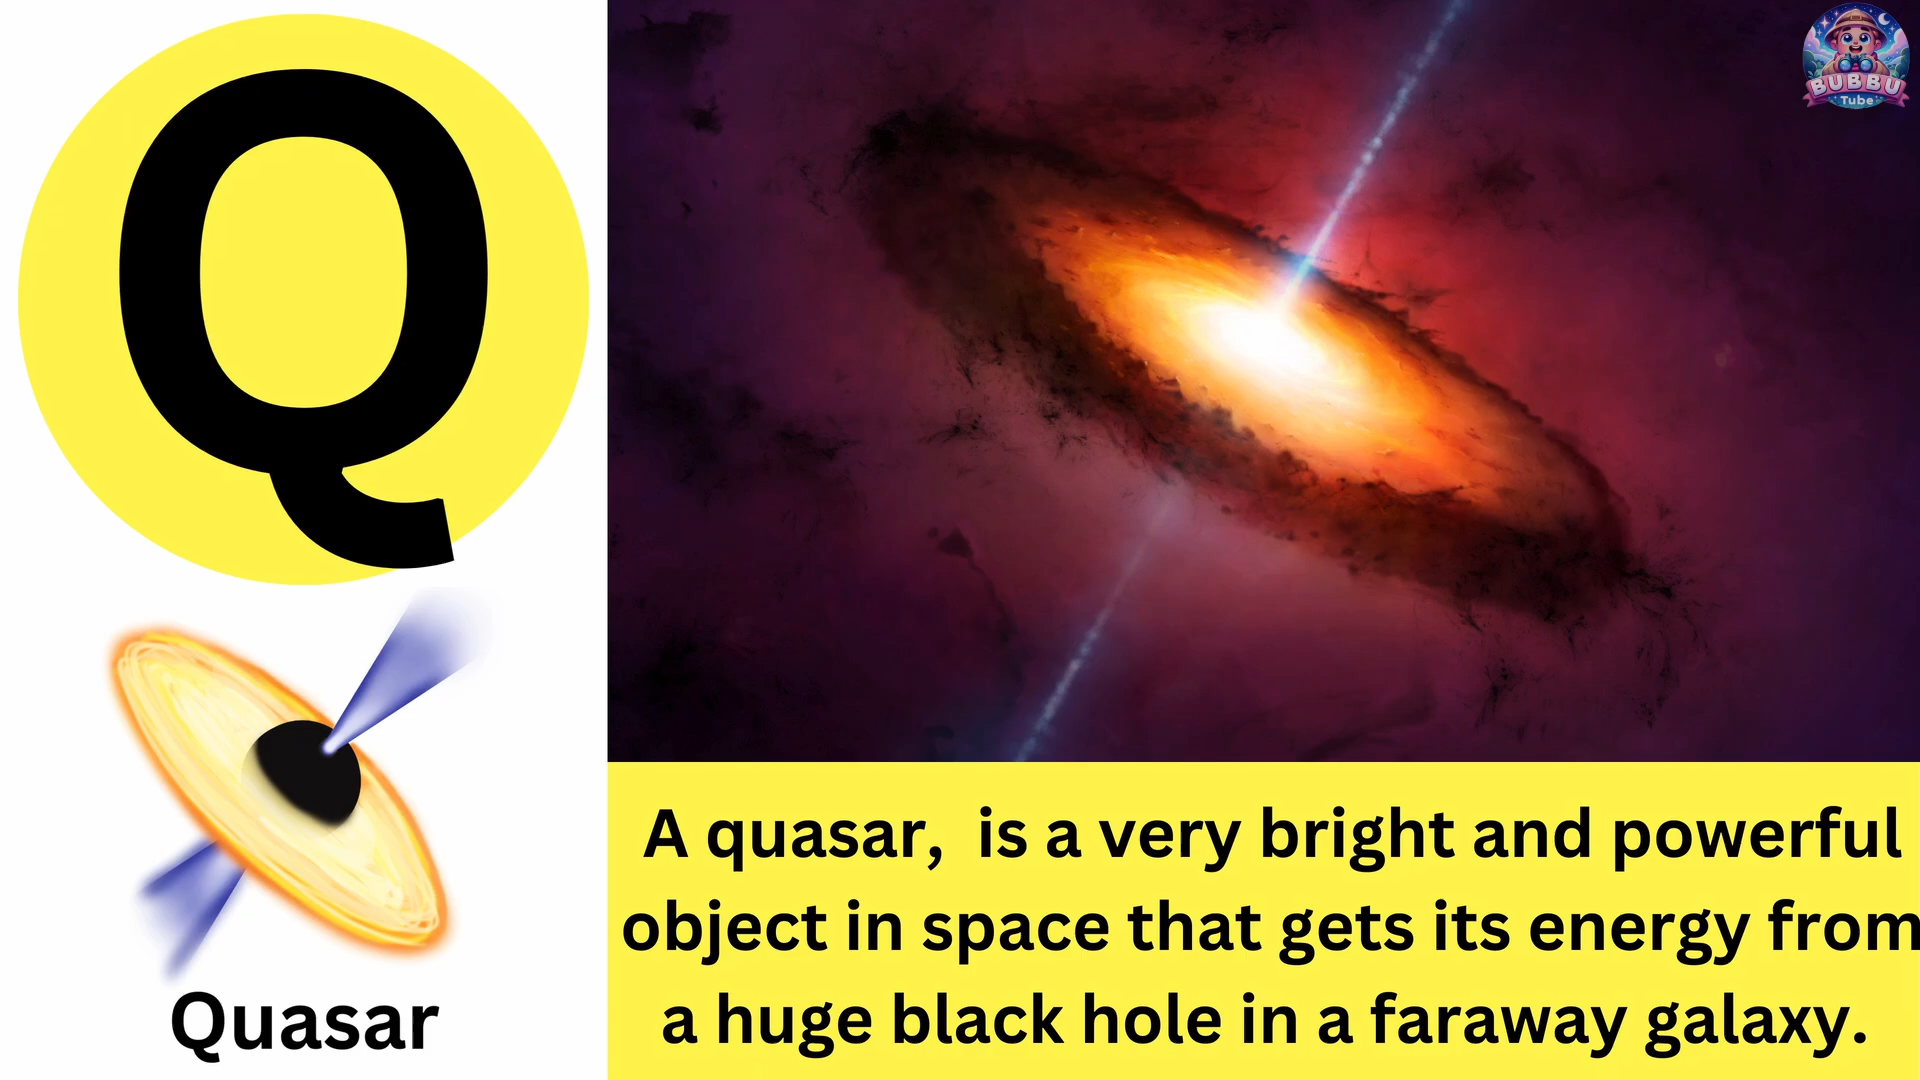 Q
Quasar
BUBBU
Tube
A quasar,  is a very bright and powerful
object in space that gets its energy from
a huge black hole in a faraway galaxy.